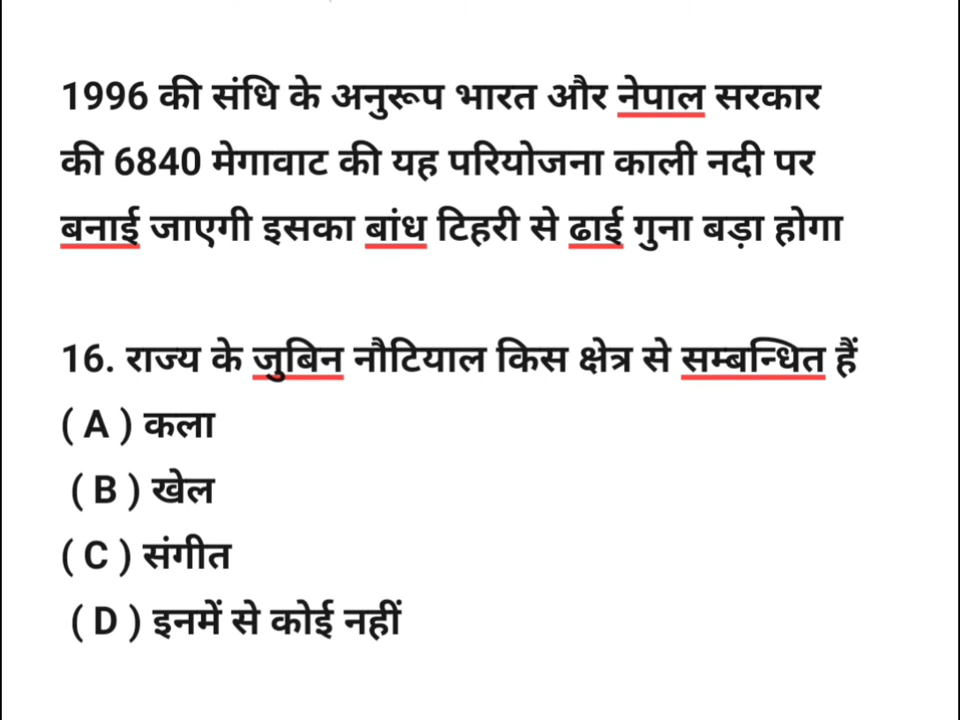 1996 की संधि के अनुरूप भारत और नेपाल सरकार
की 6840 मेगावाट की यह परियोजना काली नदी पर
बनाई जाएगी इसका बांध टिहरी से ढाई गुना बड़ा होगा
16. राज्य के जुबिन नौटियाल किस क्षेत्र से सम्बन्धित हैं
( A ) कला
( B ) खेल
( C ) संगीत
( D ) इनमें से कोई नहीं